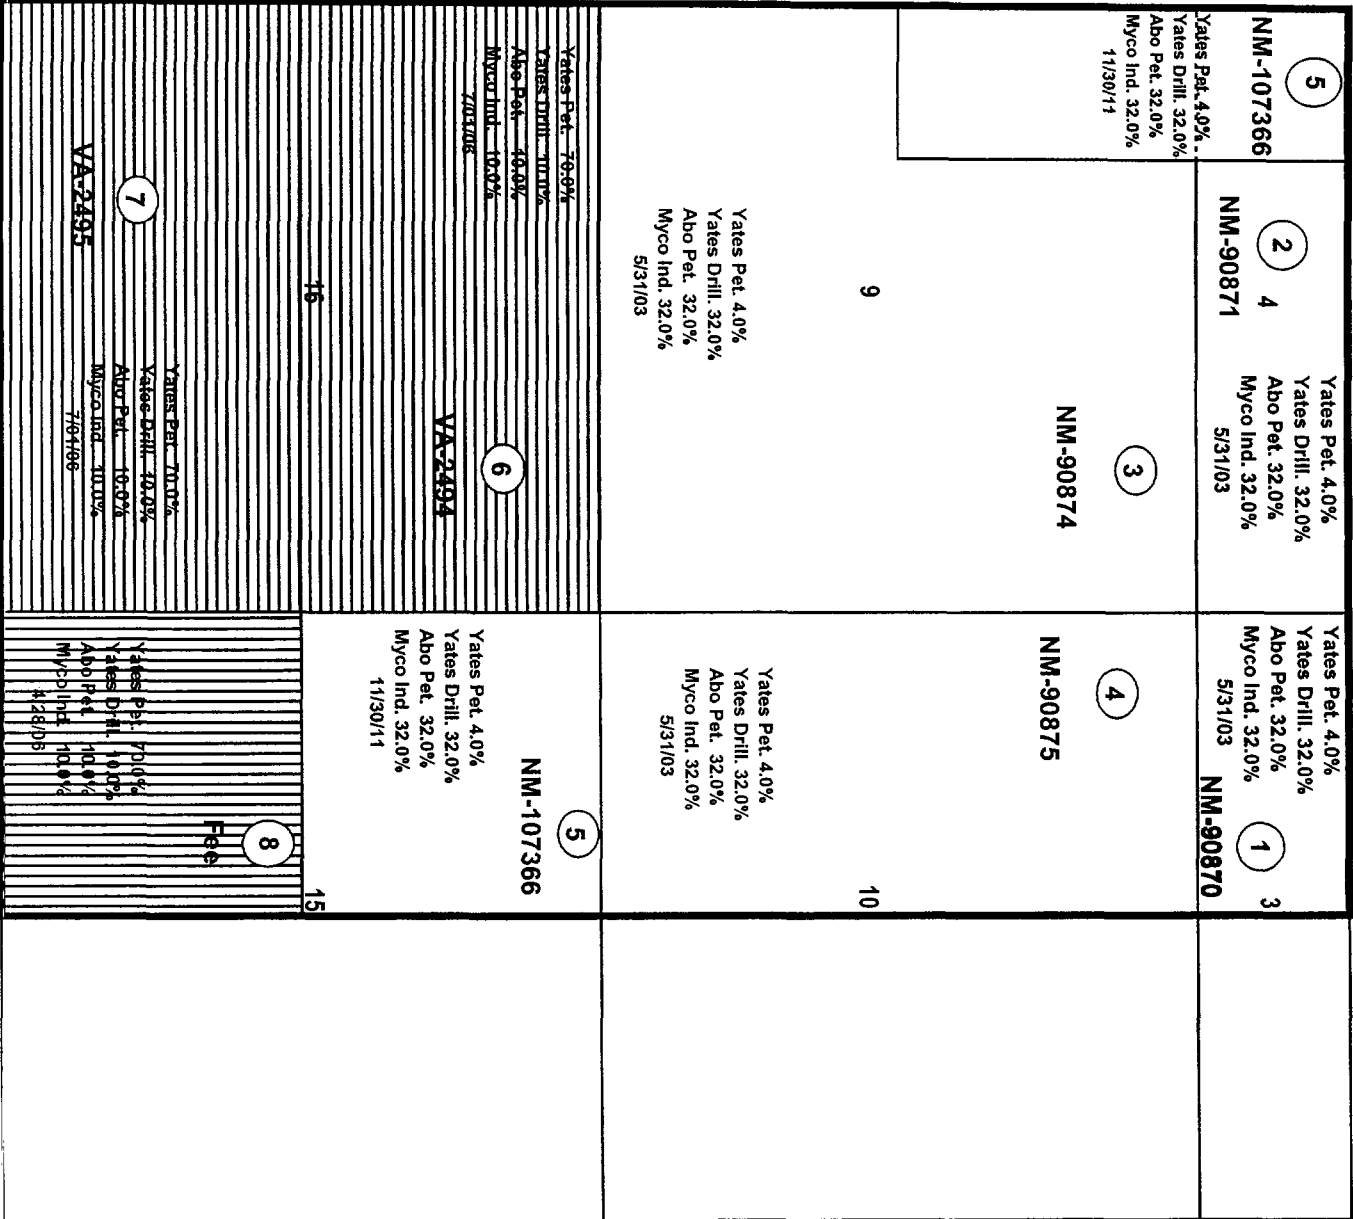 5
NM-107366
Yates Pet. 4.0%
Yates Drill. 32.0%
Abo Pet. 32.0%
Myco Ind. 32.0%
11/30/11
2
4
NM-90871
Yates Pet. 4.0%
Yates Drill. 32.0%
Abo Pet. 32.0%
Myco Ind. 32.0%
5/31/03
Yates Pet. 4.0%
Yates Drill. 32.0%
Abo Pet. 32.0%
Myco Ind. 32.0%
5/31/03
1
3
NM-90870
3
NM-90874
9
Yates Pet. 4.0%
Yates Drill. 32.0%
Abo Pet. 32.0%
Myco Ind. 32.0%
5/31/03
4
NM-90875
10
Yates Pet. 4.0%
Yates Drill. 32.0%
Abo Pet. 32.0%
Myco Ind. 32.0%
5/31/03
Yates Pet. 70.0%
Yates Drill. 10.0%
Abo Pet. 10.0%
Myco Ind. 10.0%
7/01/06
6
VA-2494
16
5
NM-107366
Yates Pet. 4.0%
Yates Drill. 32.0%
Abo Pet. 32.0%
Myco Ind. 32.0%
11/30/11
15
7
VA-2495
Yates Pet. 70.0%
Yates Drill. 10.0%
Abo Pet. 10.0%
Myco Ind. 10.0%
7/01/06
8
Fee
Yates Pet. 70.0%
Yates Drill. 10.0%
Abo Pet. 10.0%
Myco Ind. 10.0%
4/28/06